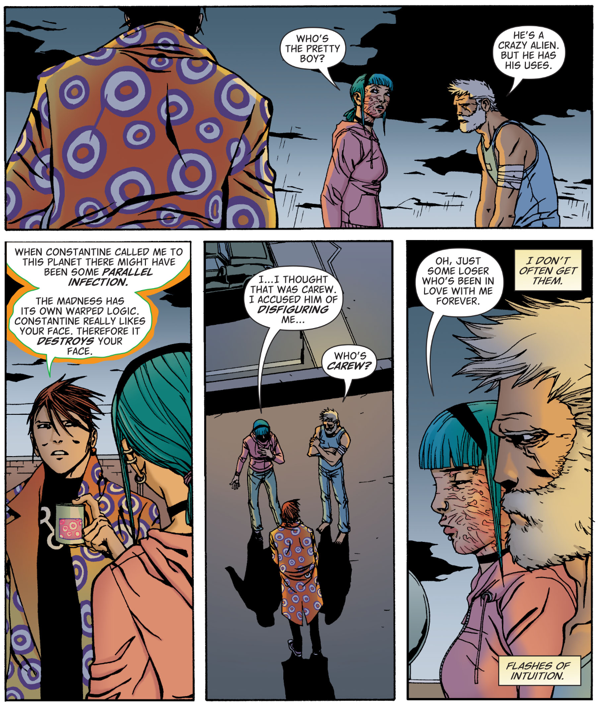 WHO'S
THE PRETTY
BOY?
HE'S A
CRAZY ALIEN.
BUT HE HAS
HIS USES.
WHEN CONSTANTINE CALLED ME TO
THIS PLANET THERE MIGHT HAVE
BEEN SOME PARALLEL
INFECTION.
THE MADNESS HAS
ITS OWN WARPED LOGIC.
CONSTANTINE REALLY LIKES
YOUR FACE. THEREFORE IT
DESTROYS YOUR
FACE.
I...I THOUGHT
THAT WAS CAREW.
I ACCUSED HIM OF
DISFIGURING
ME...
WHO'S
CAREW?
OH, JUST
SOME LOSER
WHO'S BEEN IN
LOVE WITH ME
FOREVER.
I DON'T
OFTEN GET
THEM.
FLASHES OF
INTUITION.